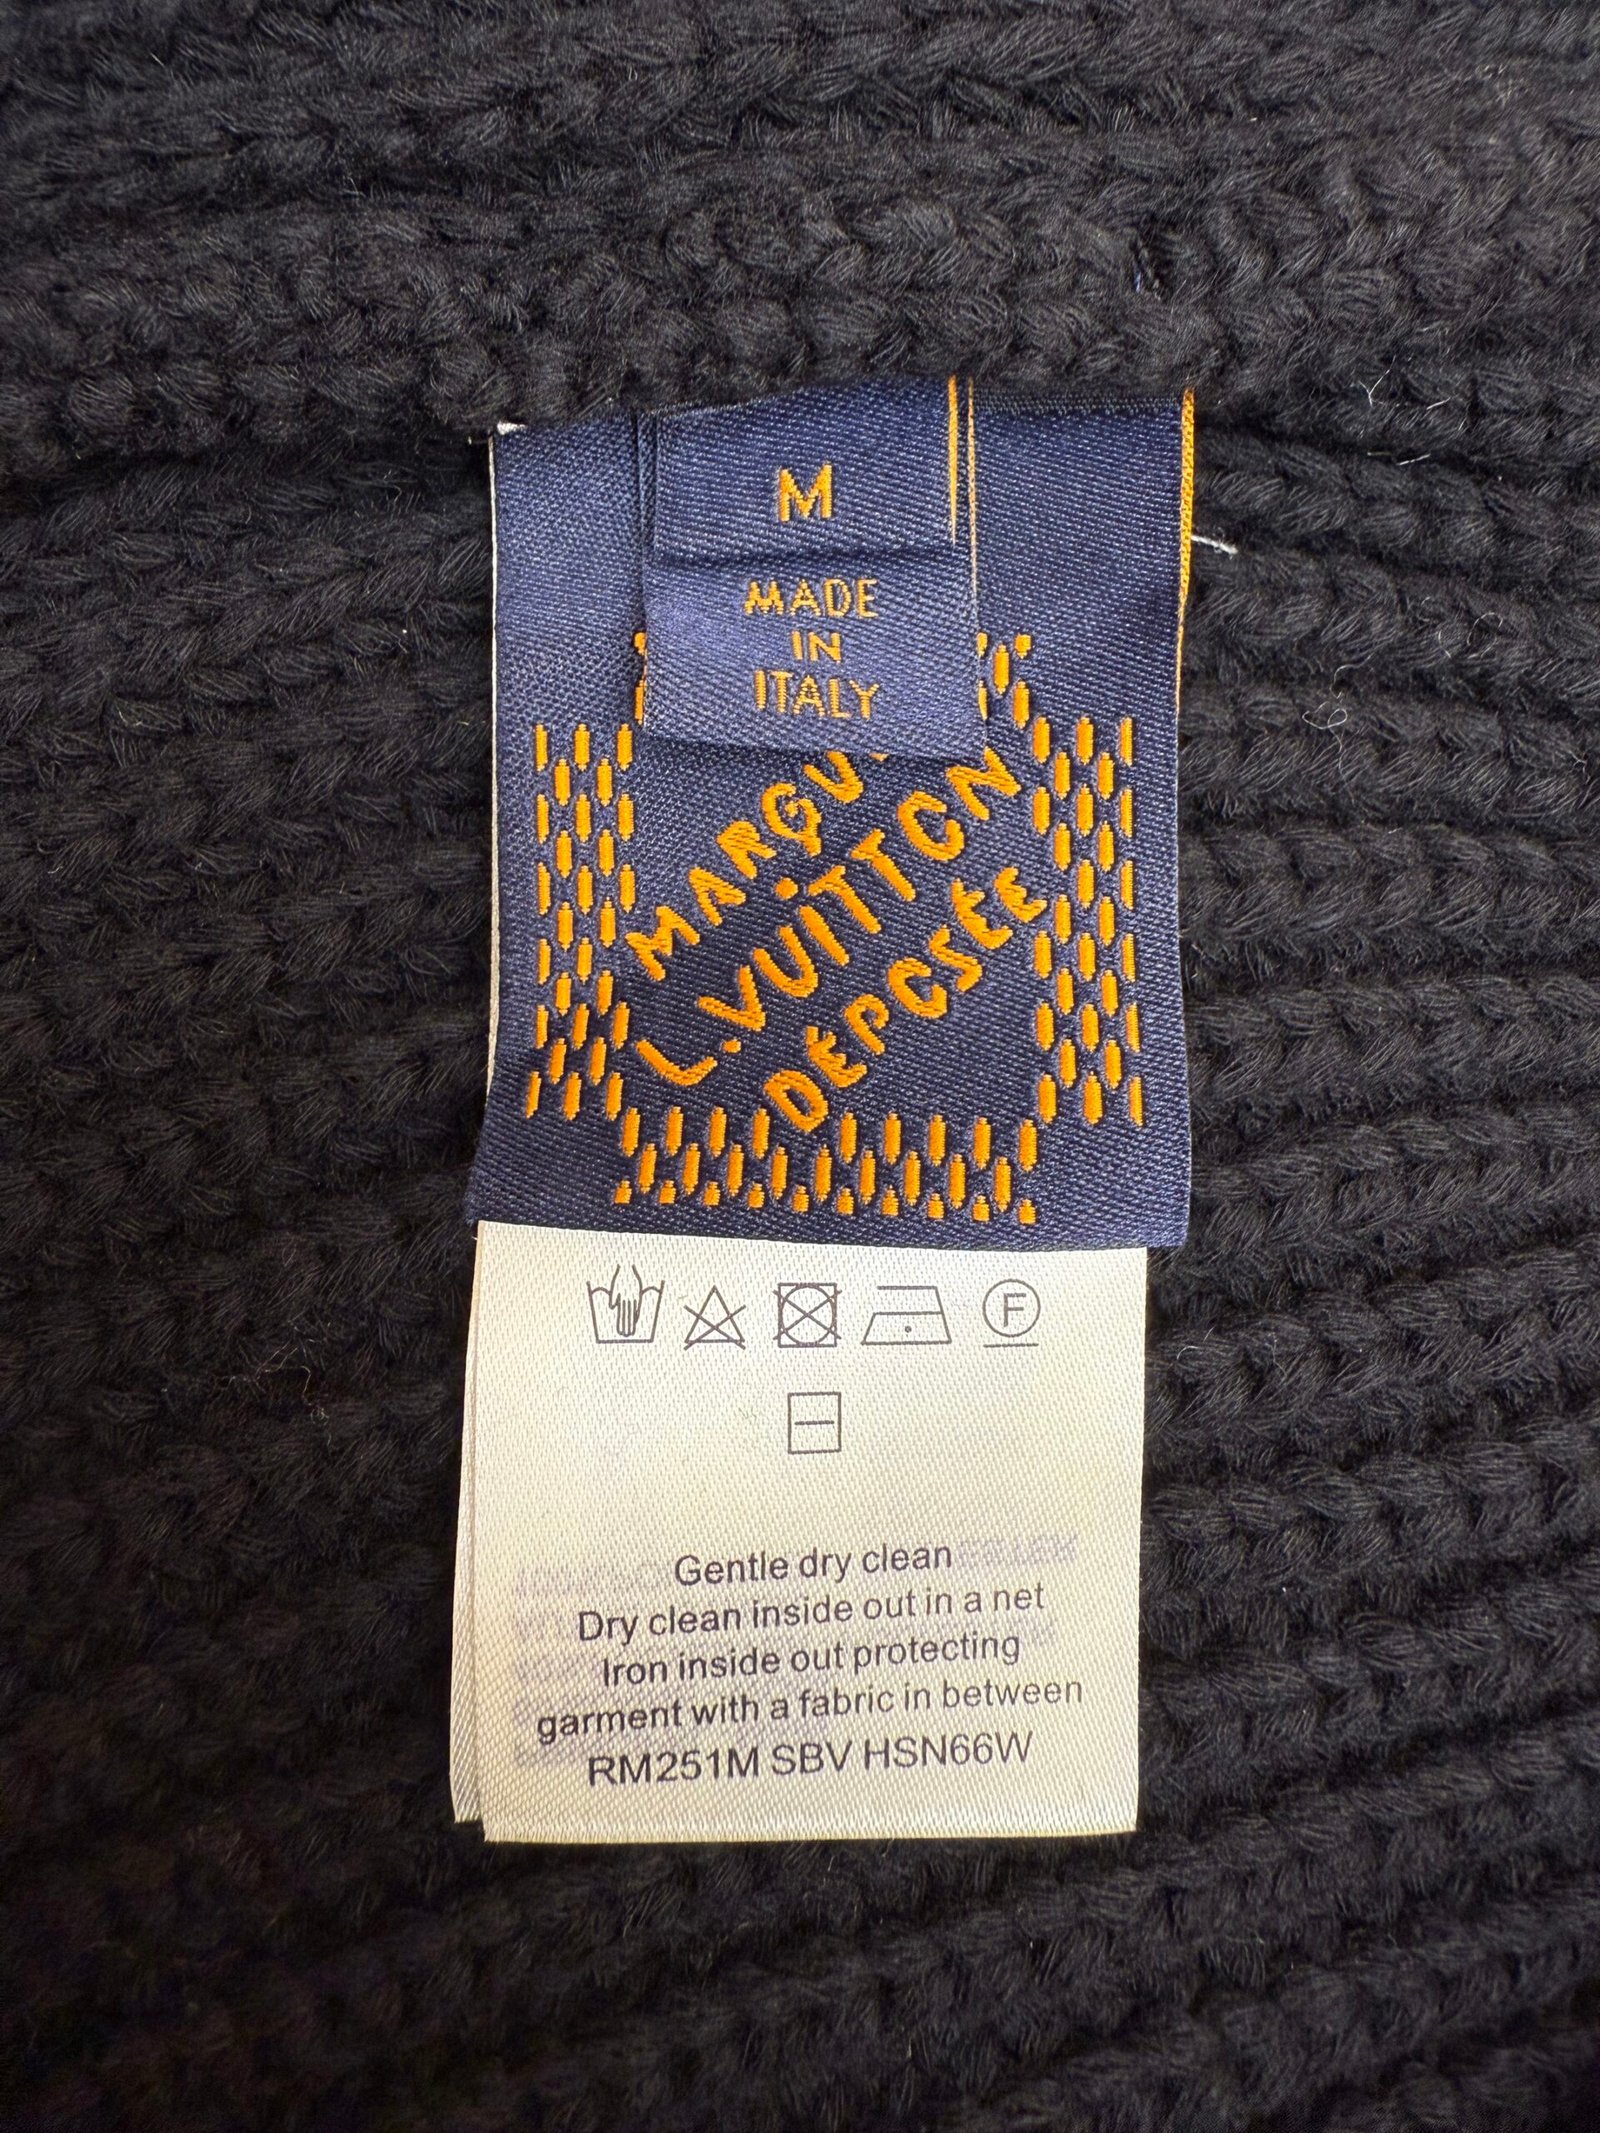 M
MADE
IN
ITALY
L.VUiTTON
DÉPOSÉE
F
Gentle dry clean
Dry clean inside out in a net
Iron inside out protecting
garment with a fabric in between
RM251M SBV HSN66W